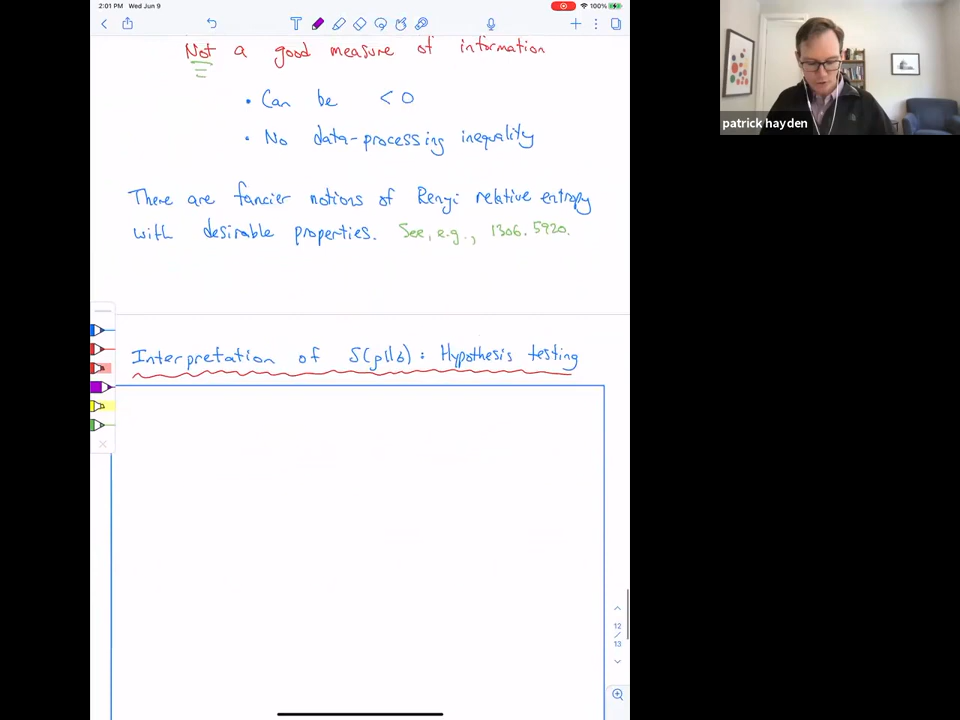 2:01 PM Wed Jun 9
100%
Not a good measure of information
• Can be < 0
• No data-processing inequality
There are fancier notions of Renyi relative entropy
with desirable properties. See, e.g., 1306.5920.
Interpretation of S(ρ||σ): Hypothesis testing
12
/
13
patrick hayden